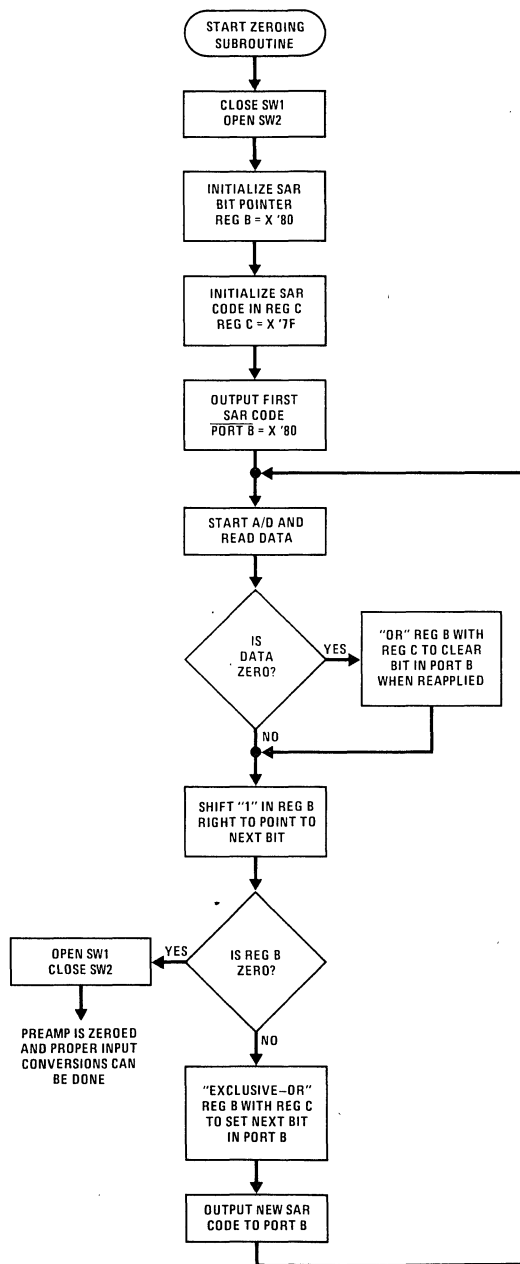 START ZEROING
SUBROUTINE
CLOSE SW1
OPEN SW2
INITIALIZE SAR
BIT POINTER
REG B = X '80
INITIALIZE SAR
CODE IN REG C
REG C = X '7F
OUTPUT FIRST
SAR CODE
PORT B = X '80
START A/D AND
READ DATA
IS
DATA
ZERO?
YES
"OR" REG B WITH
REG C TO CLEAR
BIT IN PORT B
WHEN REAPPLIED
NO
SHIFT "1" IN REG B
RIGHT TO POINT TO
NEXT BIT
IS REG B
ZERO?
YES
OPEN SW1
CLOSE SW2
PREAMP IS ZEROED
AND PROPER INPUT
CONVERSIONS CAN
BE DONE
NO
"EXCLUSIVE–OR"
REG B WITH REG C
TO SET NEXT BIT
IN PORT B
OUTPUT NEW SAR
CODE TO PORT B